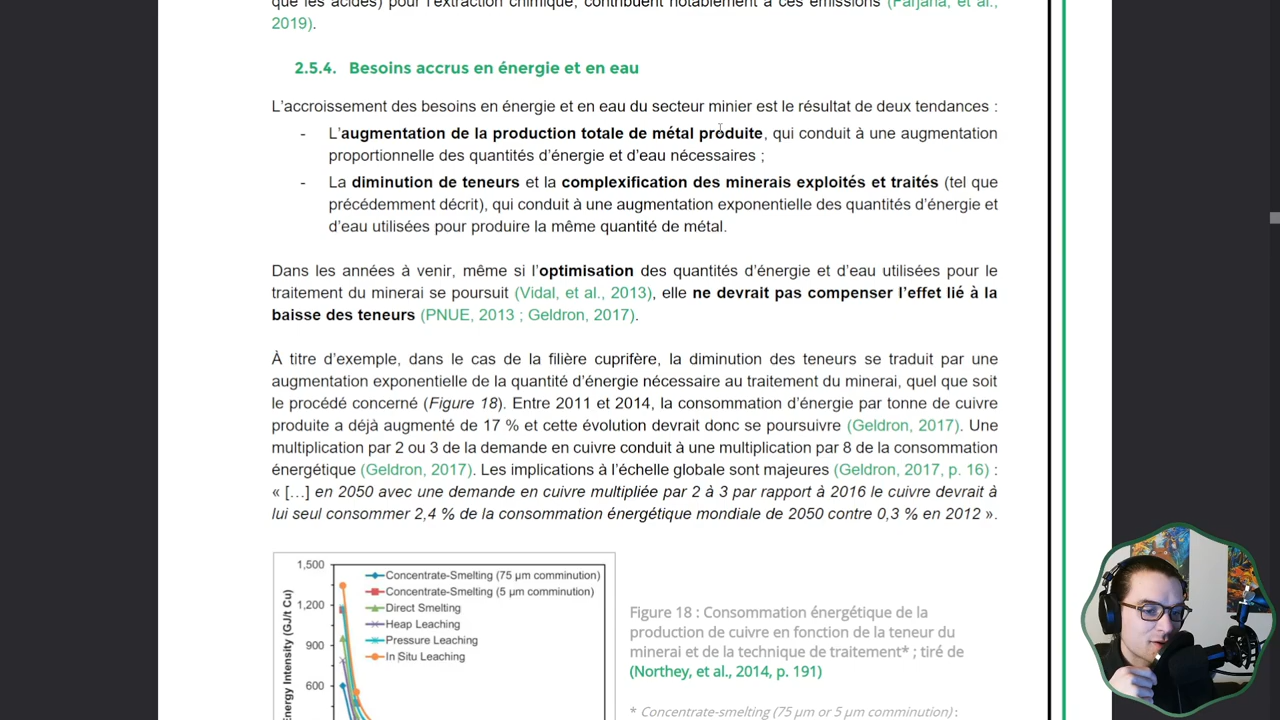 que les acides) pour l'extraction chimique, contribuent notablement à ces émissions (Farjana, et al.,
2019).
2.5.4. Besoins accrus en énergie et en eau
L'accroissement des besoins en énergie et en eau du secteur minier est le résultat de deux tendances :
- L'augmentation de la production totale de métal produite, qui conduit à une augmentation
proportionnelle des quantités d'énergie et d'eau nécessaires ;
- La diminution de teneurs et la complexification des minerais exploités et traités (tel que
précédemment décrit), qui conduit à une augmentation exponentielle des quantités d'énergie et
d'eau utilisées pour produire la même quantité de métal.
Dans les années à venir, même si l'optimisation des quantités d'énergie et d'eau utilisées pour le
traitement du minerai se poursuit (Vidal, et al., 2013), elle ne devrait pas compenser l'effet lié à la
baisse des teneurs (PNUE, 2013 ; Geldron, 2017).
À titre d'exemple, dans le cas de la filière cuprifère, la diminution des teneurs se traduit par une
augmentation exponentielle de la quantité d'énergie nécessaire au traitement du minerai, quel que soit
le procédé concerné (Figure 18). Entre 2011 et 2014, la consommation d'énergie par tonne de cuivre
produite a déjà augmenté de 17 % et cette évolution devrait donc se poursuivre (Geldron, 2017). Une
multiplication par 2 ou 3 de la demande en cuivre conduit à une multiplication par 8 de la consommation
énergétique (Geldron, 2017). Les implications à l'échelle globale sont majeures (Geldron, 2017, p. 16) :
« […] en 2050 avec une demande en cuivre multipliée par 2 à 3 par rapport à 2016 le cuivre devrait à
lui seul consommer 2,4 % de la consommation énergétique mondiale de 2050 contre 0,3 % en 2012 ».
1,500
1,200
900
600
Energy Intensity (GJ/t Cu)
Concentrate-Smelting (75 µm comminution)
Concentrate-Smelting (5 µm comminution)
Direct Smelting
Heap Leaching
Pressure Leaching
In Situ Leaching
Figure 18 : Consommation énergétique de la
production de cuivre en fonction de la teneur du
minerai et de la technique de traitement* ; tiré de
(Northey, et al., 2014, p. 191)
* Concentrate-smelting (75 µm or 5 µm comminution) :